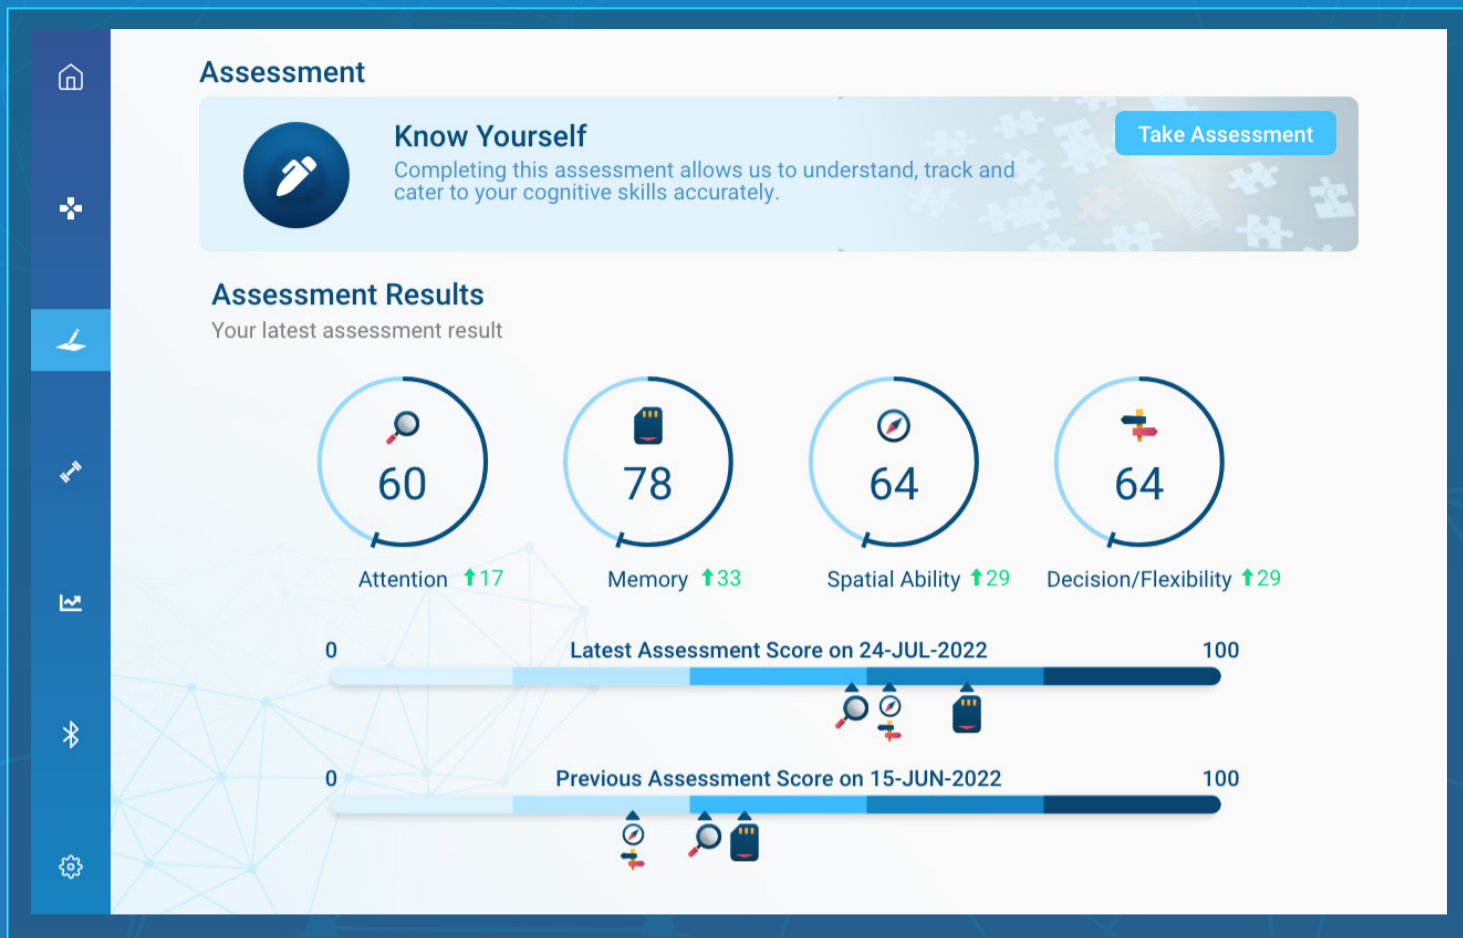 Assessment
Know Yourself
Take Assessment
Completing this assessment allows us to understand, track and
cater to your cognitive skills accurately.
Assessment Results
Your latest assessment result
60
78
64
64
Attention 17
Memory 33
Spatial Ability 29
Decision/Flexibility 29
0 Latest Assessment Score on 24-JUL-2022 100
0 Previous Assessment Score on 15-JUN-2022 100